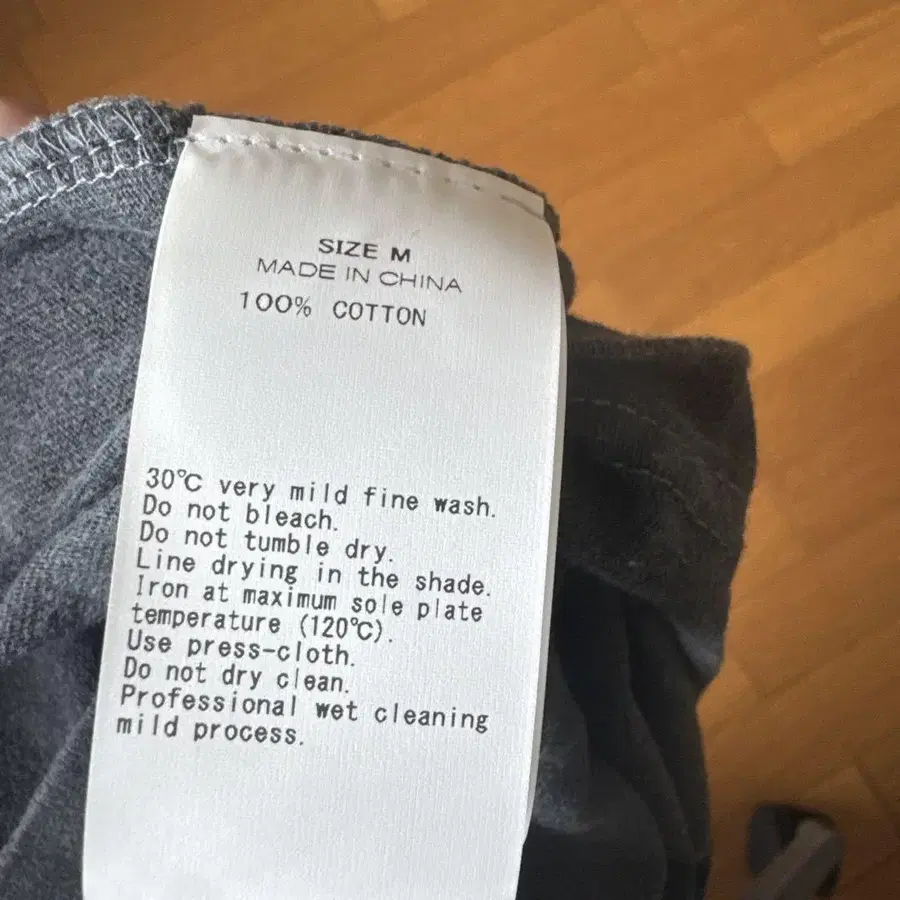 SIZE M
MADE IN CHINA
100% COTTON
30℃ very mild fine wash.
Do not bleach.
Do not tumble dry.
Line drying in the shade.
Iron at maximum sole plate
temperature (120℃).
Use press-cloth.
Do not dry clean.
Professional wet cleaning
mild process.